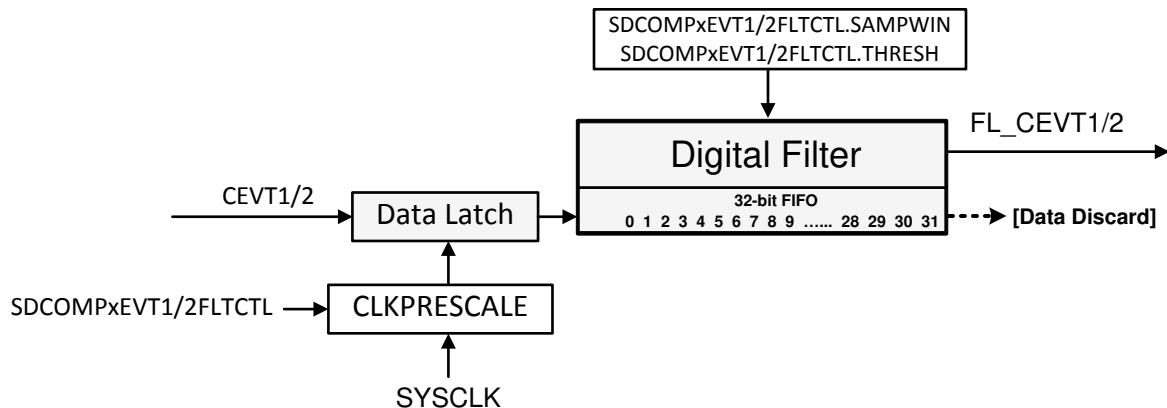 SDCOMPxEVT1/2FLTCTL.SAMPWIN
SDCOMPxEVT1/2FLTCTL.THRESH
FL_CEVT1/2
Digital Filter
CEVT1/2
Data Latch
32-bit FIFO
0 1 2 3 4 5 6 7 8 9 …... 28 29 30 31
[Data Discard]
SDCOMPxEVT1/2FLTCTL
CLKPRESCALE
SYSCLK